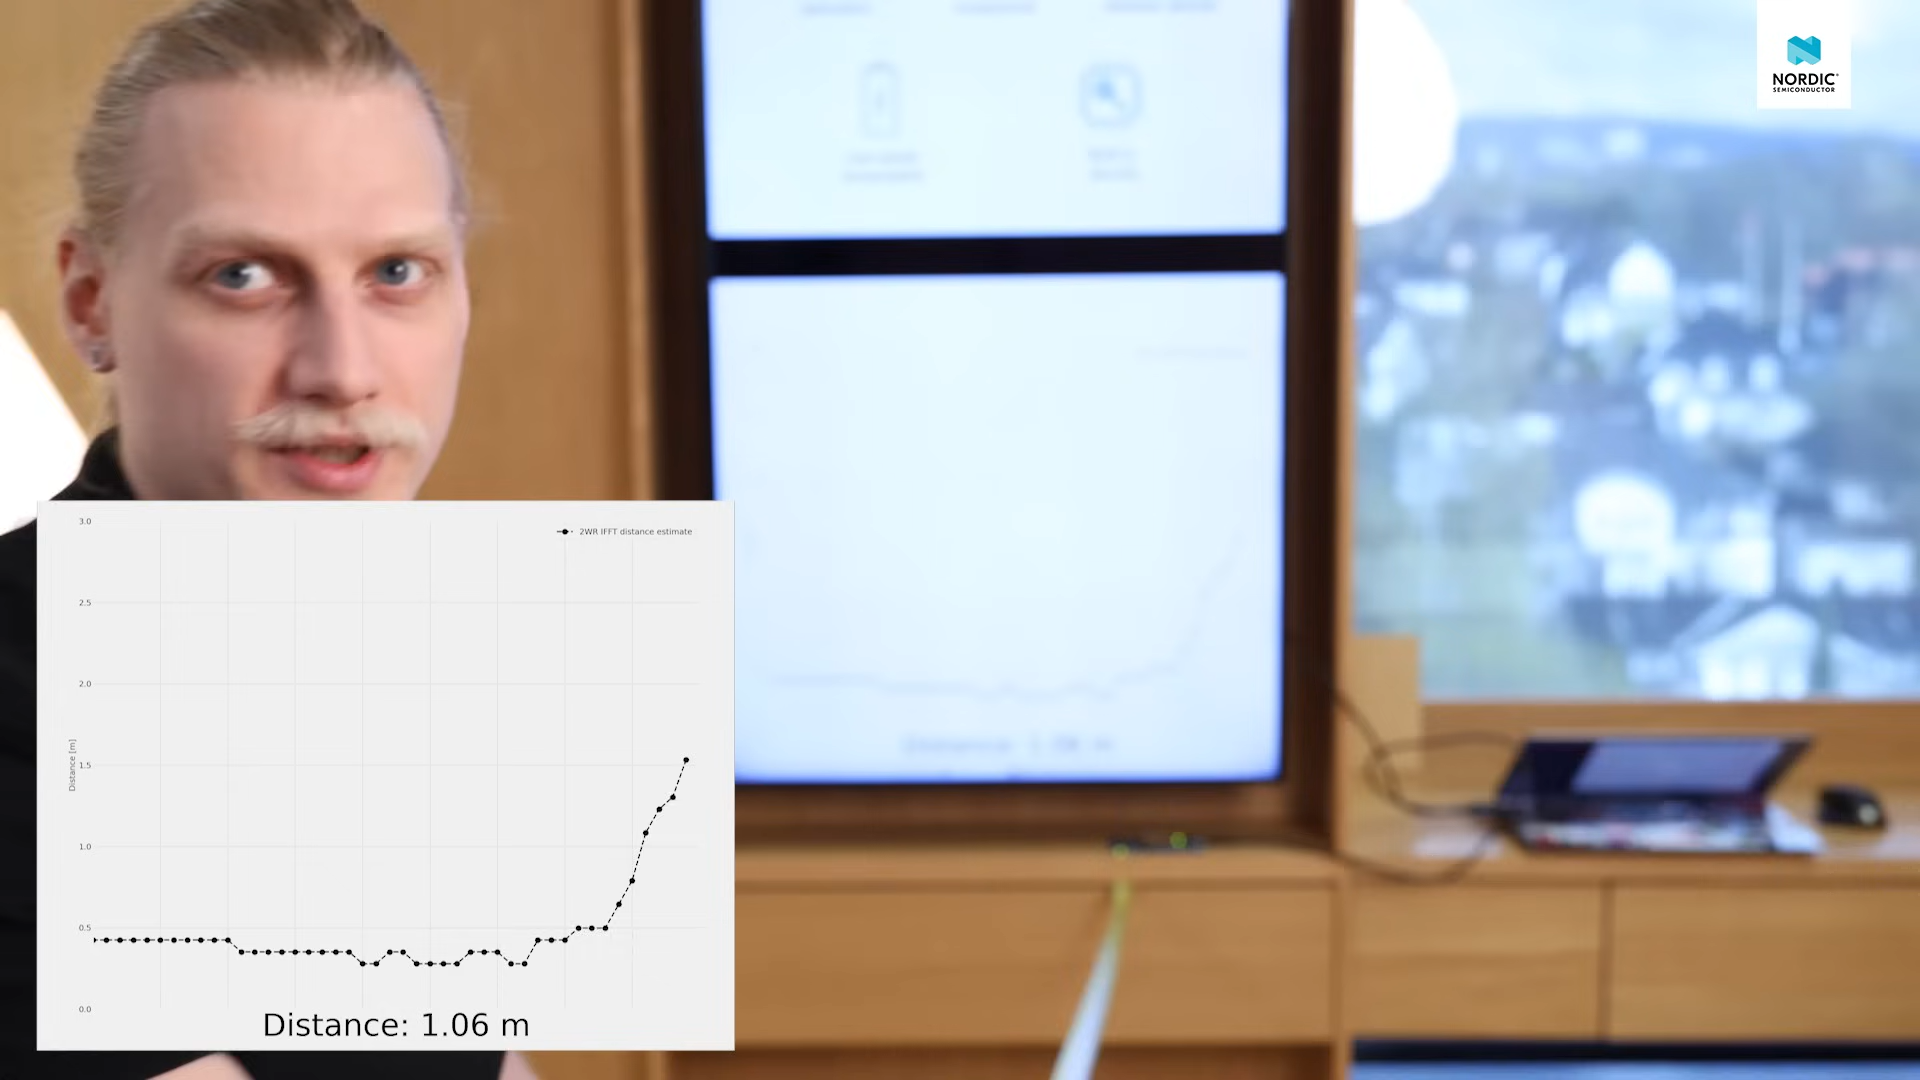 NORDIC®
SEMICONDUCTOR
3.0
2WR IFFT distance estimate
2.5
2.0
Distance [m]
1.5
1.0
0.5
0.0
Distance: 1.06 m